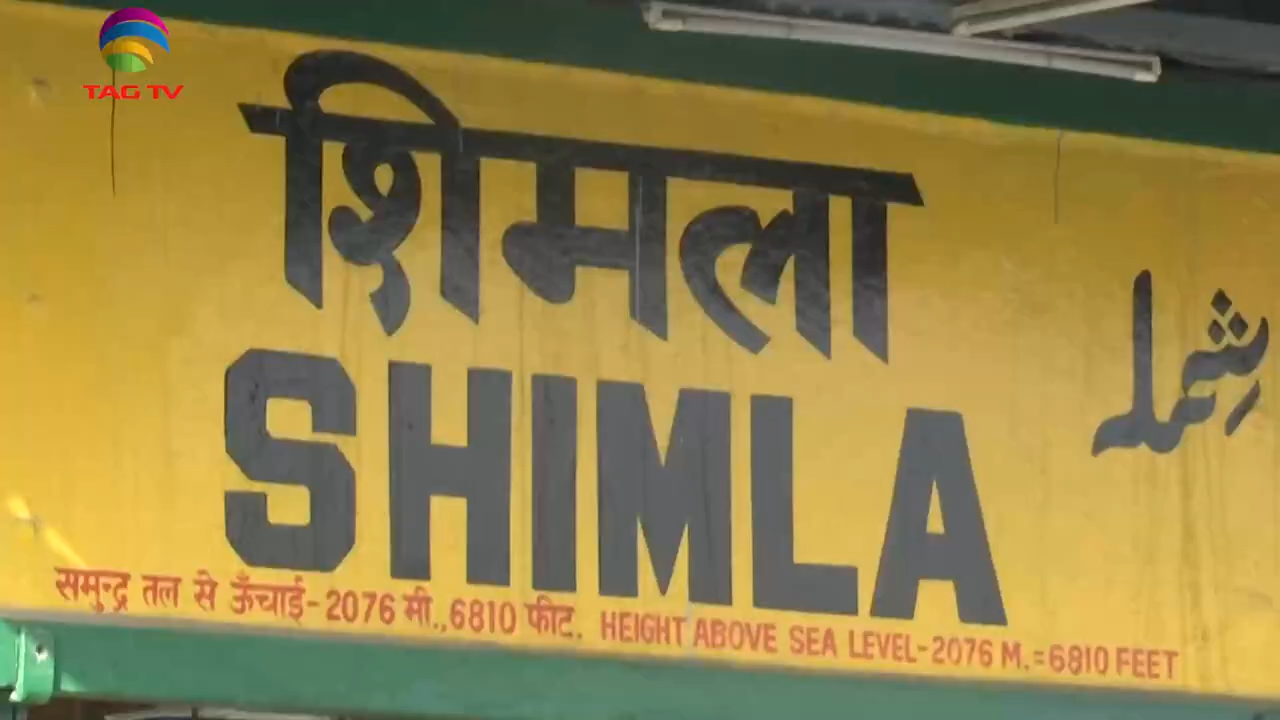 TAG TV
शिमला
شملہ
SHIMLA
समुन्द्र तल से ऊँचाई-2076 मी.,6810 फीट. HEIGHT ABOVE SEA LEVEL-2076 M.=6810 FEET